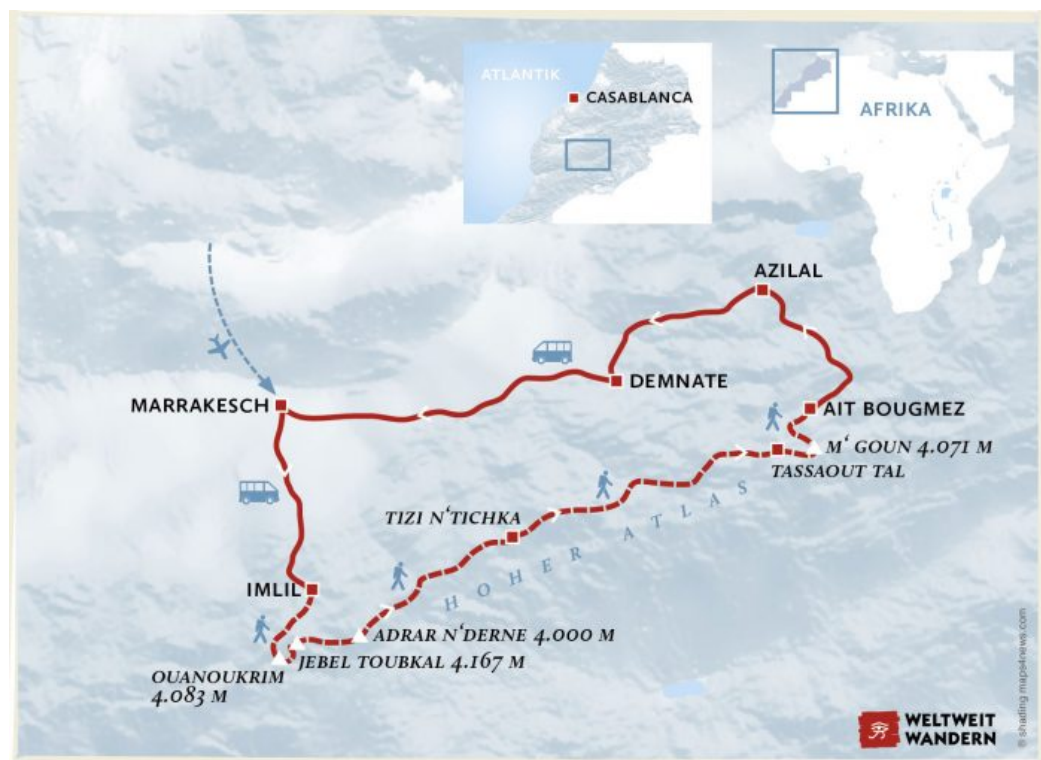 ATLANTIK
CASABLANCA
AFRIKA
AZILAL
DEMNATE
MARRAKESCH
AIT BOUGMEZ
M‘ GOUN 4.071 M
TASSAOUT TAL
TIZI N‘TICHKA
HOHER ATLAS
IMLIL
ADRAR N‘DERNE 4.000 M
JEBEL TOUBKAL 4.167 M
OUANOUKRIM
4.083 M
WELTWEIT
WANDERN
© shading maps4news.com